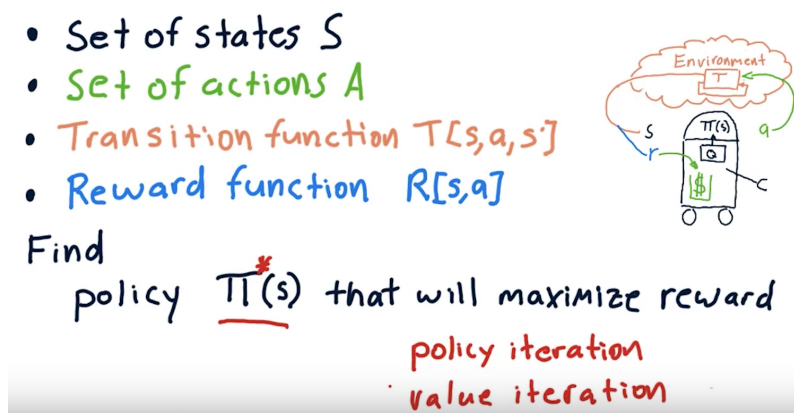 • Set of states S
• Set of actions A
• Transition function T[s,a,s']
• Reward function R[s,a]
Find
policy π*(s) that will maximize reward
policy iteration
value iteration
Environment
T
S
π(s)
a
r
Q
$